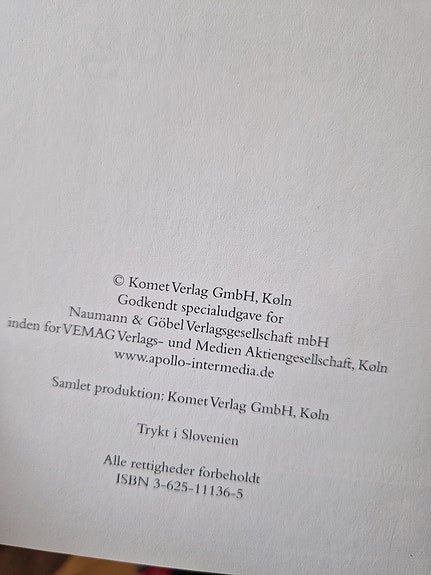 © Komet Verlag GmbH, Køln
Godkendt specialudgave for
Naumann & Göbel Verlagsgesellschaft mbH
inden for VEMAG Verlags- und Medien Aktiengesellschaft, Køln
www.apollo-intermedia.de
Samlet produktion: Komet Verlag GmbH, Køln
Trykt i Slovenien
Alle rettigheder forbeholdt
ISBN 3-625-11136-5